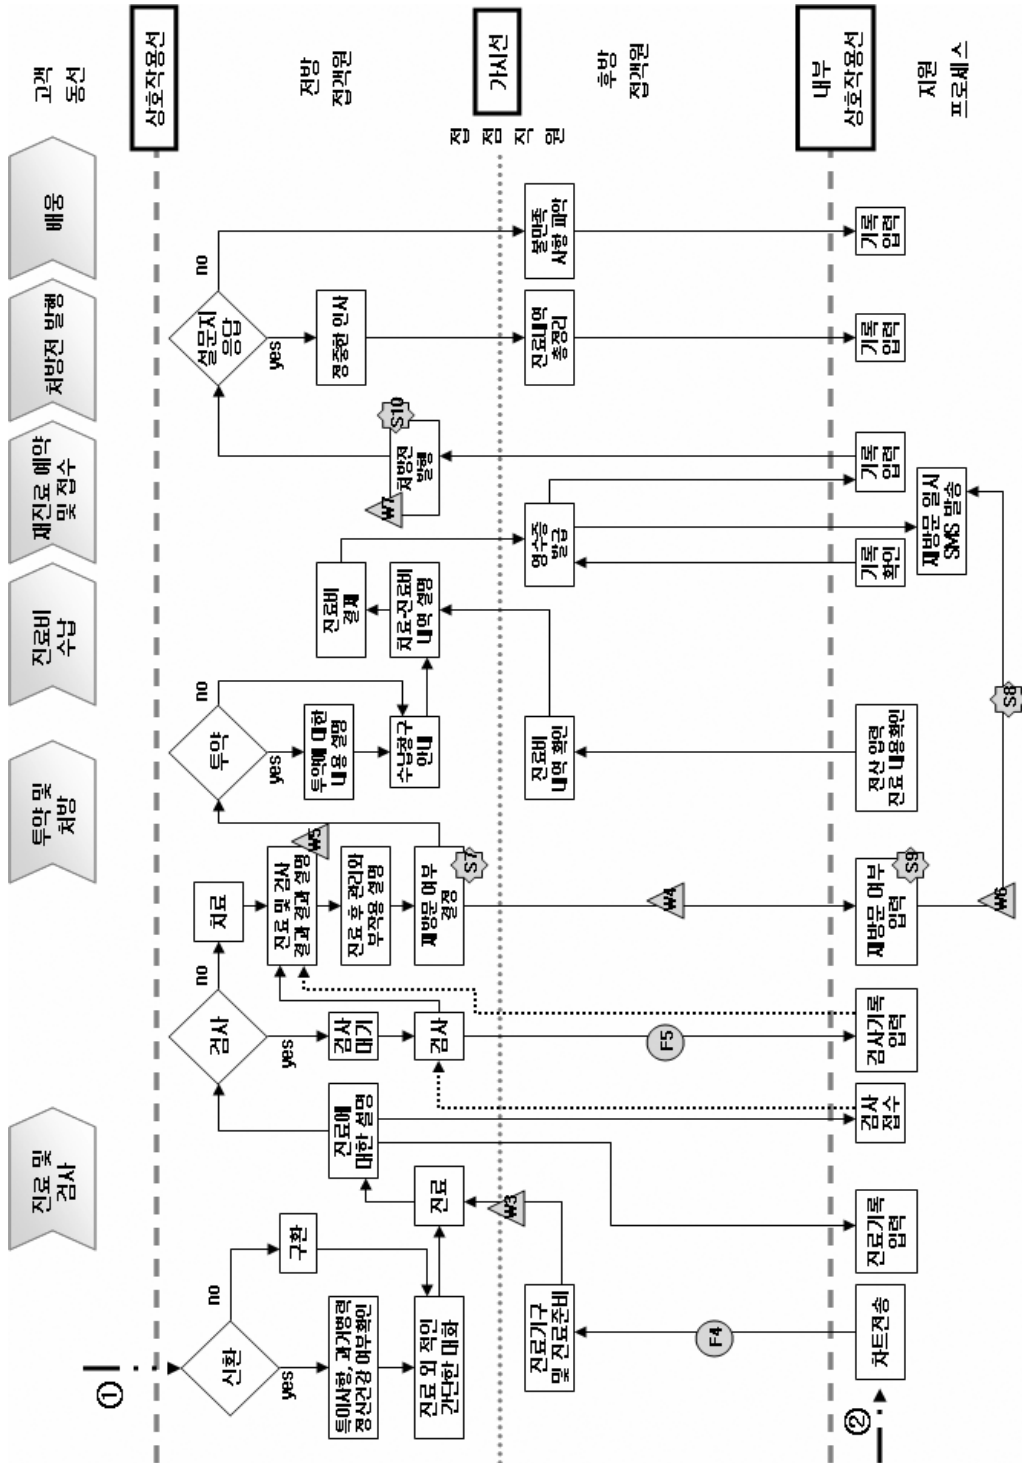 고객
동선
진료 및
검사
투약 및
처방
진료비
수납
재진료 예약
및 접수
처방전 발행
배웅
상호작용선
전방
접객원
①
신환
no
yes
구환
특이사항, 과거병력
정신건강 여부확인
진료 외 적인
간단한 대화
진료
진료에
대한 설명
검사
no
yes
검사
대기
검사
치료
진료 및 검사
결과 결과 설명
W5
진료 후 관리와
부작용 설명
재방문 여부
결정
S7
투약
no
yes
투약에 대한
내용 설명
수납창구
안내
진료비
결제
치료·진료비
내역 설명
W7
처방전
발행
S10
설문지
응답
no
yes
정중한 인사
가시선
접 점 직 원
후방
접객원
W3
진료기구
및 진료준비
F4
F5
W4
진료비
내역 확인
영수증
발급
진료내역
총정리
불만족
사항 파악
내부
상호작용선
지원
프로세스
②
차트전송
진료기록
입력
검사
접수
검사기록
입력
재방문 여부
입력
S9
W6
전산 입력
진료 내용확인
S8
기록
확인
재방문 일시
SMS 발송
기록
입력
기록
입력
기록
입력